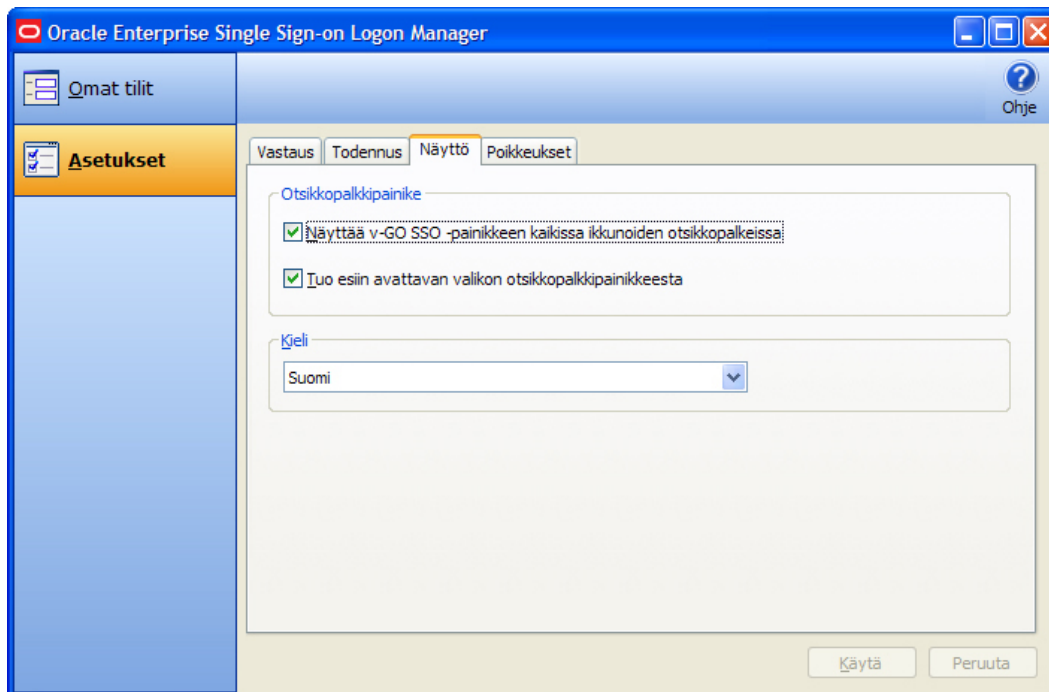 Oracle Enterprise Single Sign-on Logon Manager
Omat tilit
Asetukset
Ohje
Vastaus Todennus Näyttö Poikkeukset
Otsikkopalkkipainike
Näyttää v-GO SSO -painikkeen kaikissa ikkunoiden otsikkopalkeissa
Tuo esiin avattavan valikon otsikkopalkkipainikkeesta
Kieli
Suomi
Käytä Peruuta